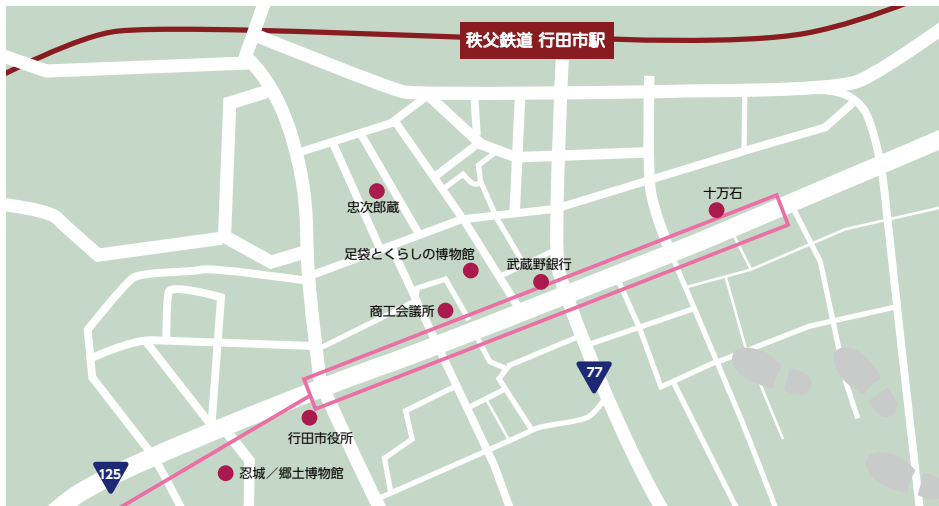 秩父鉄道 行田市駅
十万石
忠次郎蔵
足袋とくらしの博物館
武蔵野銀行
商工会議所
77
行田市役所
125
忍城／郷土博物館